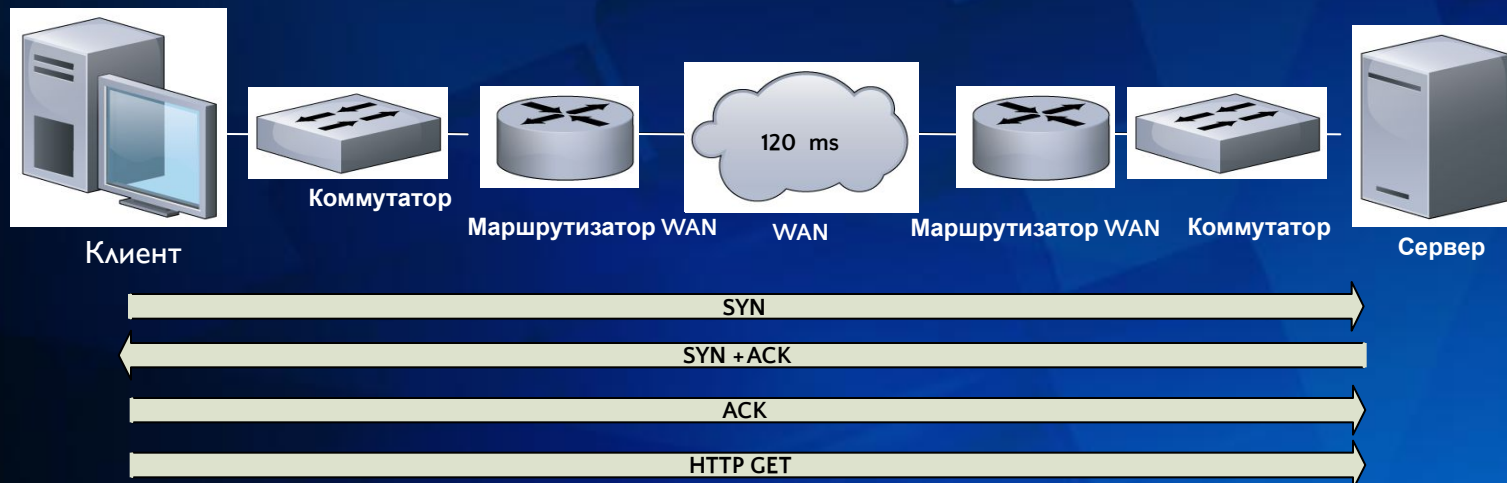 120 ms
Коммутатор
Маршрутизатор WAN
WAN
Маршрутизатор WAN
Коммутатор
Сервер
Клиент
SYN
SYN +ACK
ACK
HTTP GET